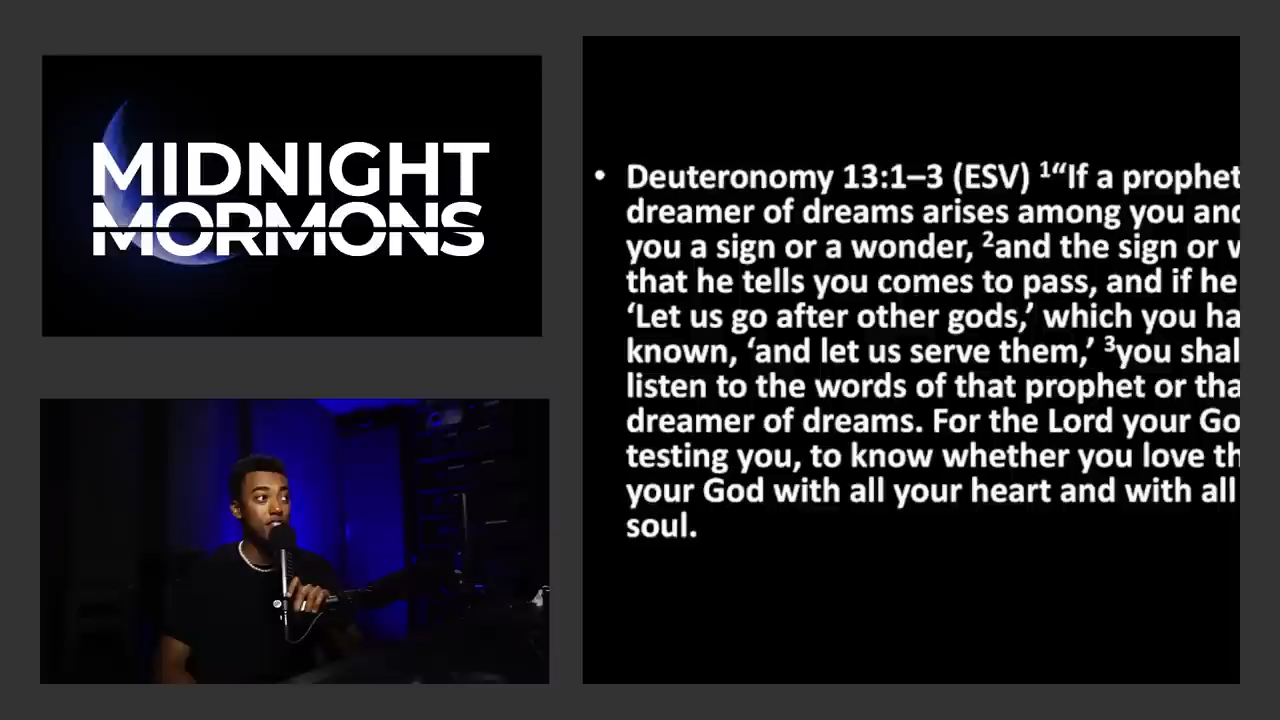 MIDNIGHT
MORMONS
• Deuteronomy 13:1–3 (ESV) ¹“If a prophet
dreamer of dreams arises among you and
you a sign or a wonder, ²and the sign or
that he tells you comes to pass, and if he
‘Let us go after other gods,’ which you ha
known, ‘and let us serve them,’ ³you shal
listen to the words of that prophet or tha
dreamer of dreams. For the Lord your Go
testing you, to know whether you love th
your God with all your heart and with all
soul.